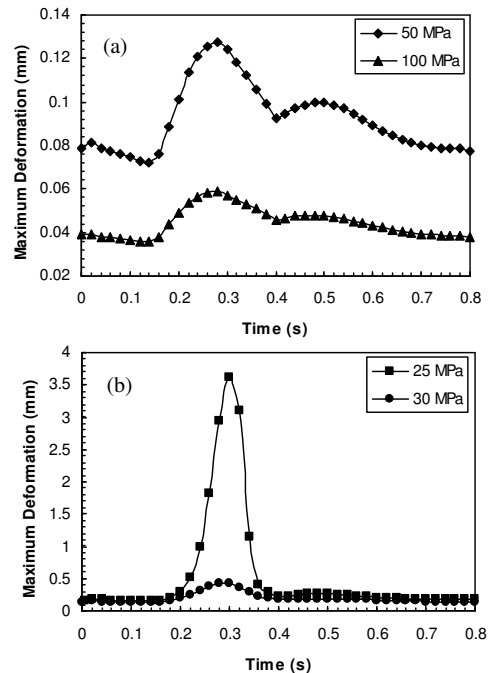 (a)
50 MPa
100 MPa
Maximum Deformation (mm)
0.14
0.12
0.1
0.08
0.06
0.04
0.02
0 0.1 0.2 0.3 0.4 0.5 0.6 0.7 0.8
Time (s)
(b)
25 MPa
30 MPa
Maximum Deformation (mm)
4
3.5
3
2.5
2
1.5
1
0.5
0
0 0.1 0.2 0.3 0.4 0.5 0.6 0.7 0.8
Time (s)